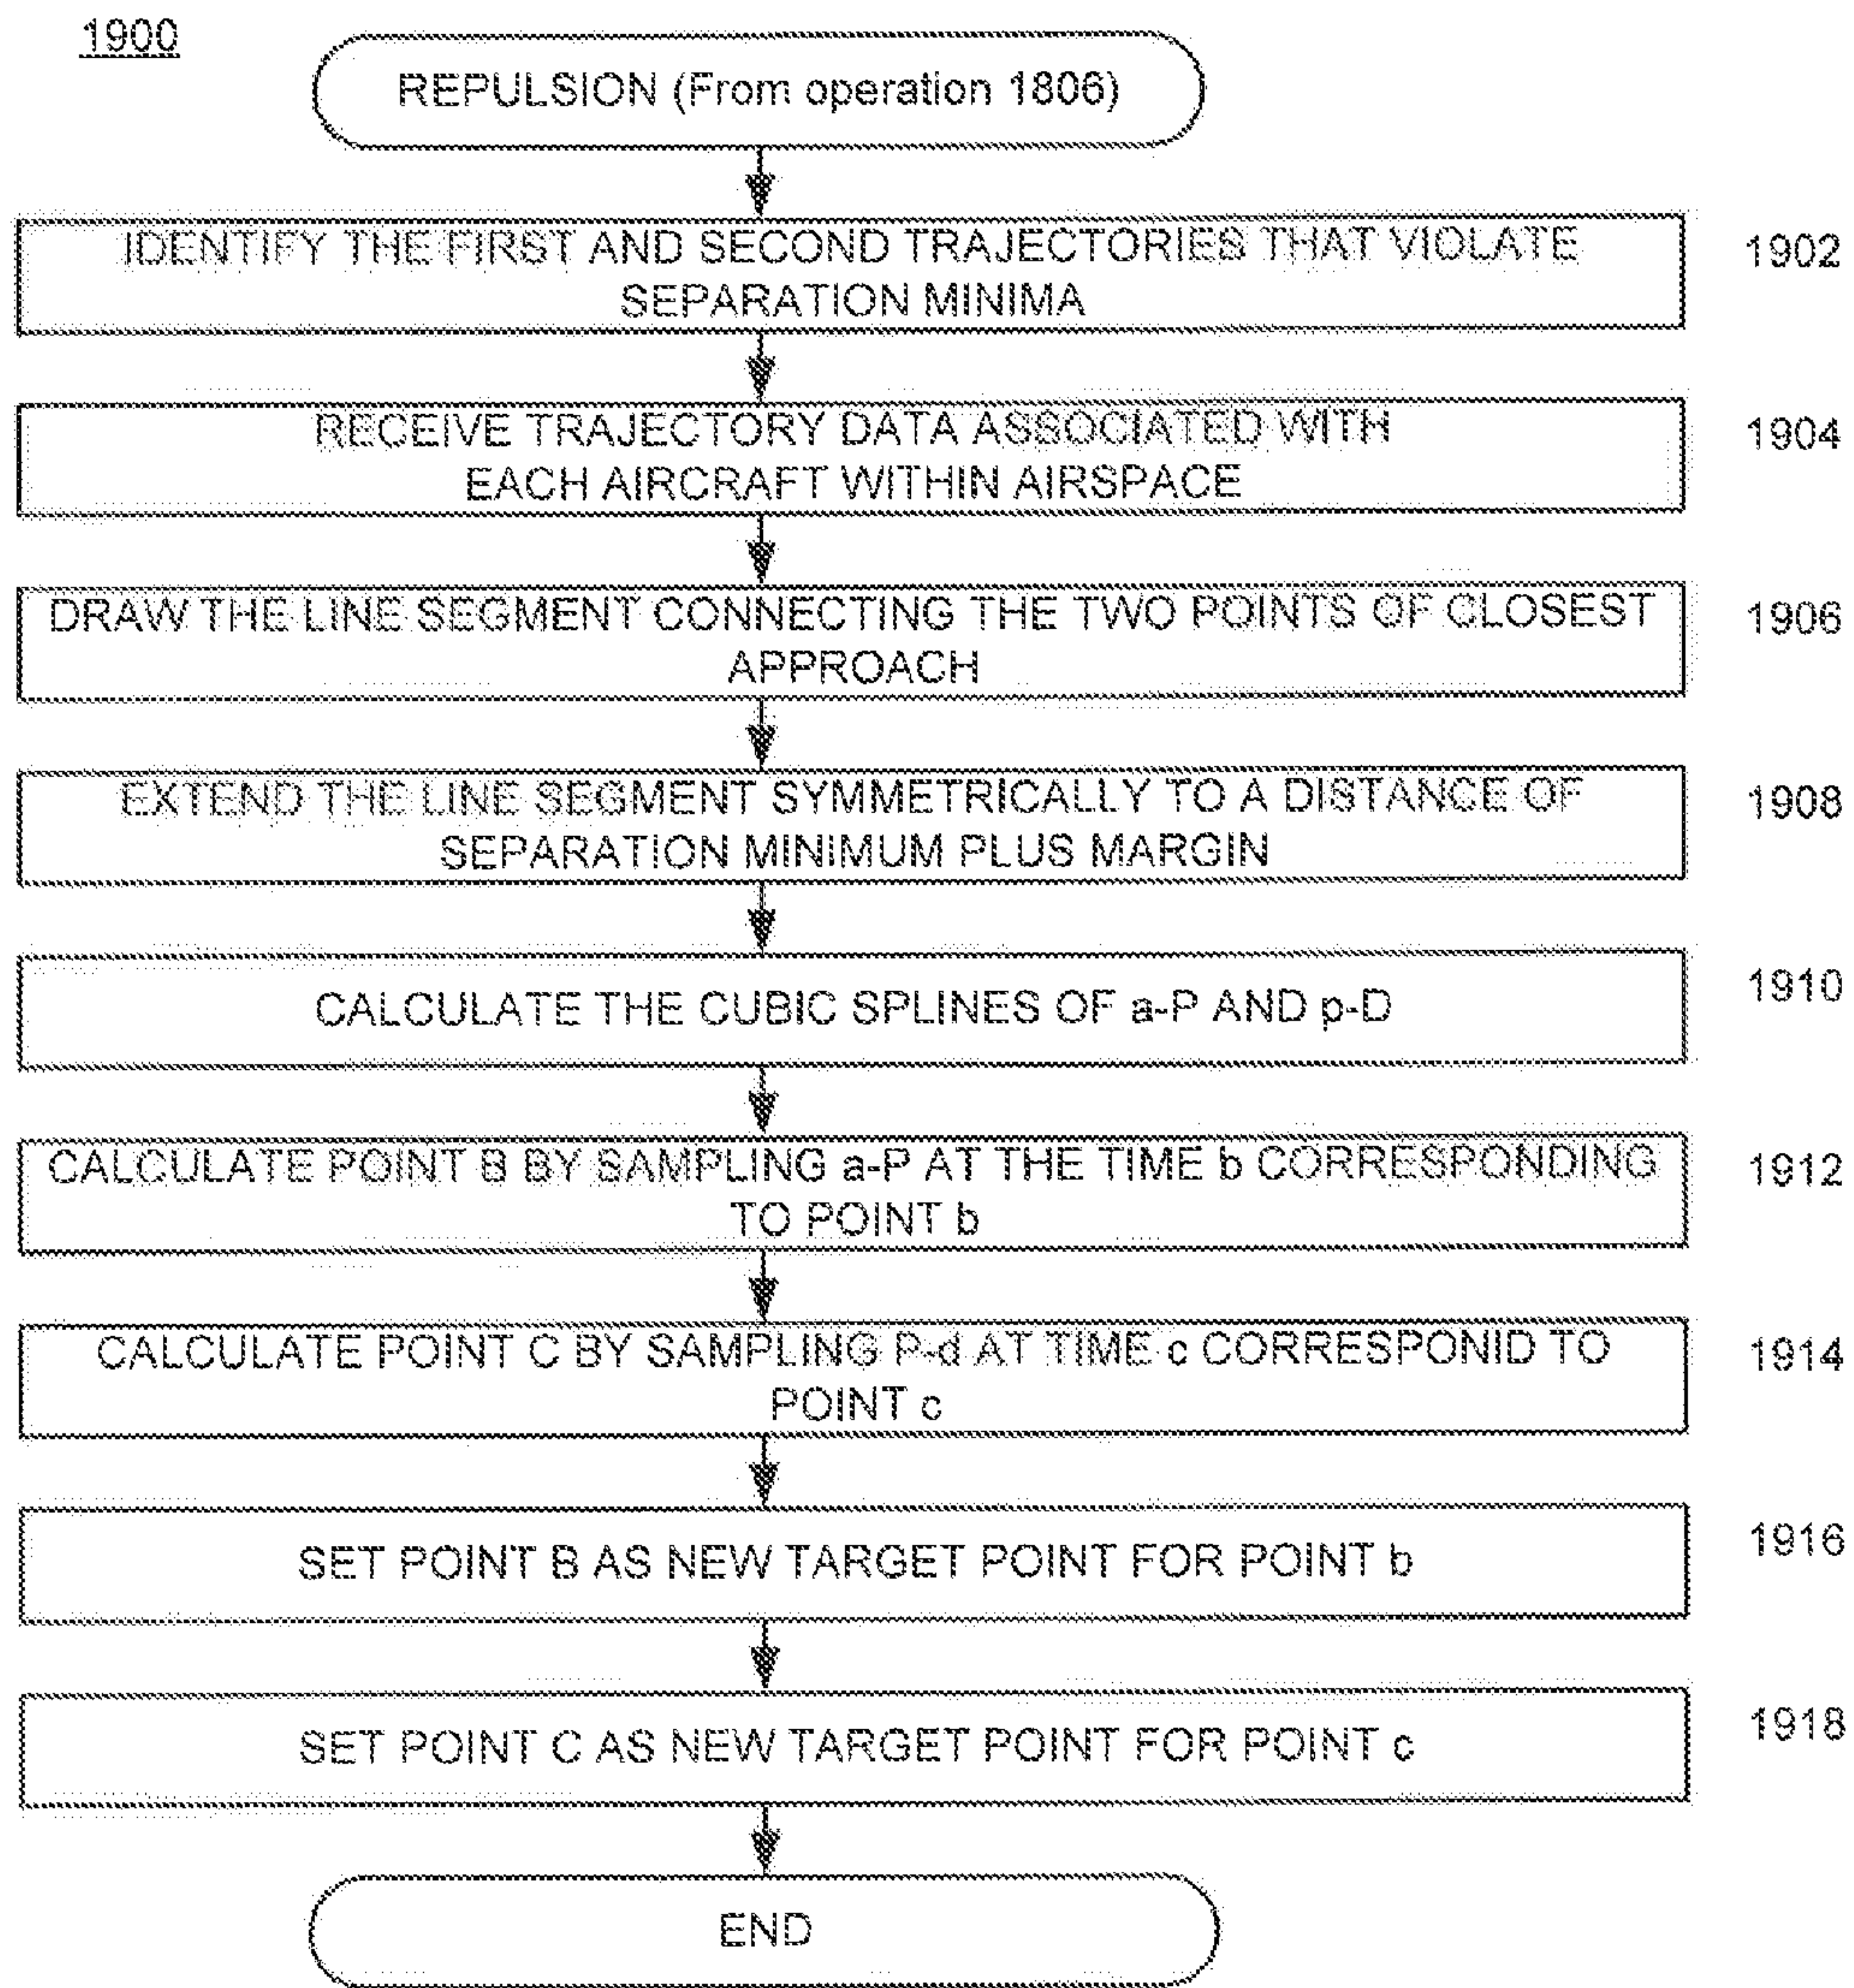 1900
REPULSION (From operation 1806)
IDENTIFY THE FIRST AND SECOND TRAJECTORIES THAT VIOLATE
SEPARATION MINIMA
1902
RECEIVE TRAJECTORY DATA ASSOCIATED WITH
EACH AIRCRAFT WITHIN AIRSPACE
1904
DRAW THE LINE SEGMENT CONNECTING THE TWO POINTS OF CLOSEST
APPROACH
1906
EXTEND THE LINE SEGMENT SYMMETRICALLY TO A DISTANCE OF
SEPARATION MINIMUM PLUS MARGIN
1908
CALCULATE THE CUBIC SPLINES OF a-P AND p-D
1910
CALCULATE POINT B BY SAMPLING a-P AT THE TIME b CORRESPONDING
TO POINT b
1912
CALCULATE POINT C BY SAMPLING P-d AT TIME c CORRESPONID TO
POINT c
1914
SET POINT B AS NEW TARGET POINT FOR POINT b
1916
SET POINT C AS NEW TARGET POINT FOR POINT c
1918
END